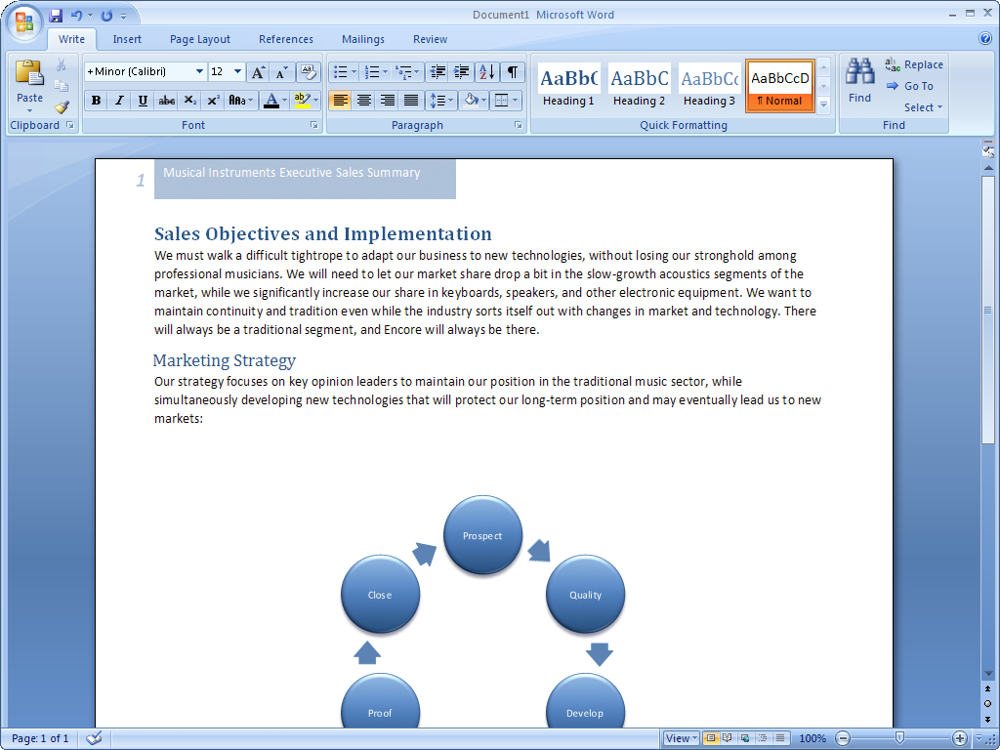 Document1 Microsoft Word
Write Insert Page Layout References Mailings Review
+Minor (Calibri) 12 A A Aa
AaBbC AaBbC AaBbCc AaBbCcD
Replace
Paste
Heading 1 Heading 2 Heading 3 ¶ Normal
Find
Go To
B I U abc X₂ X² Aa A ab
Select
Clipboard Font Paragraph Quick Formatting Find
1 Musical Instruments Executive Sales Summary
Sales Objectives and Implementation
We must walk a difficult tightrope to adapt our business to new technologies, without losing our stronghold among
professional musicians. We will need to let our market share drop a bit in the slow-growth acoustics segments of the
market, while we significantly increase our share in keyboards, speakers, and other electronic equipment. We want to
maintain continuity and tradition even while the industry sorts itself out with changes in market and technology. There
will always be a traditional segment, and Encore will always be there.
Marketing Strategy
Our strategy focuses on key opinion leaders to maintain our position in the traditional music sector, while
simultaneously developing new technologies that will protect our long-term position and may eventually lead us to new
markets:
Prospect
Close Quality
Proof Develop
Page: 1 of 1 View 100%